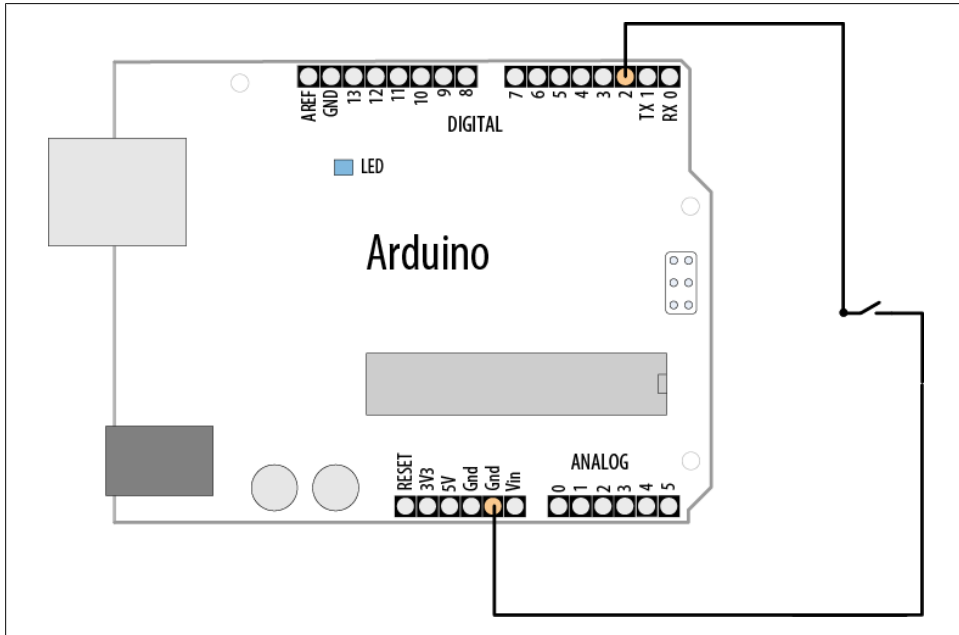 AREF GND 13 12 11 10 9 8 7 6 5 4 3 2 TX 1 RX 0
DIGITAL
LED
Arduino
RESET 3V3 5V Gnd Gnd Vin
ANALOG
0 1 2 3 4 5